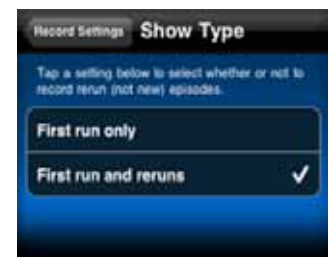 Record Settings Show Type
Tap a setting below to select whether or not to
record rerun (not new) episodes.
First run only
First run and reruns